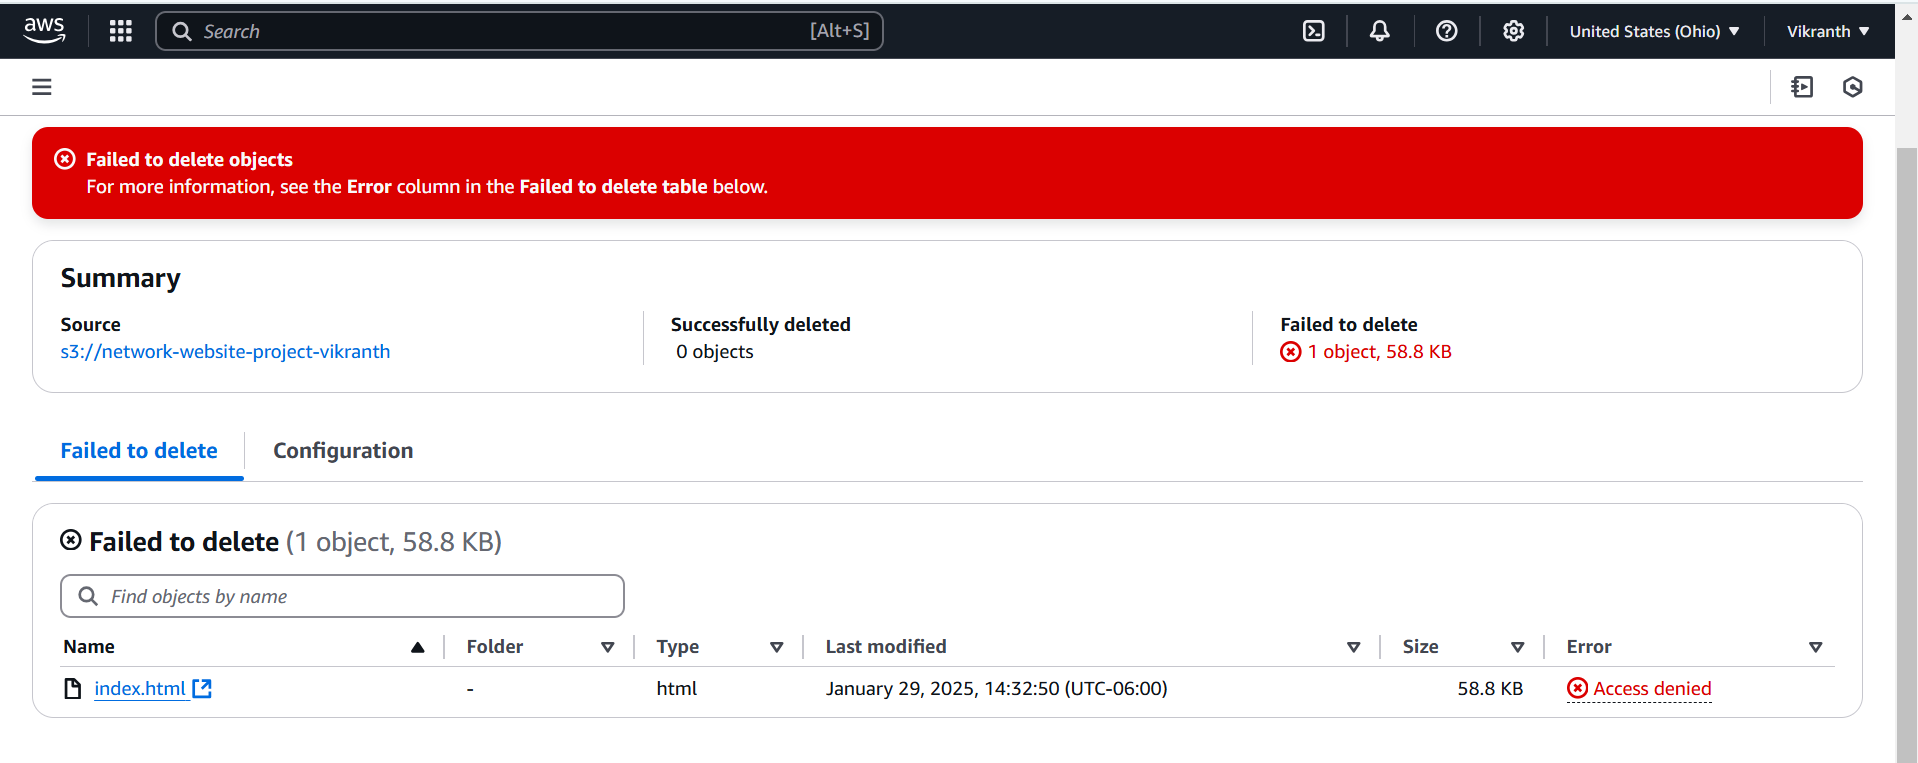 aws
Search [Alt+S]
United States (Ohio)
Vikranth
Failed to delete objects
For more information, see the Error column in the Failed to delete table below.
Summary
Source
s3://network-website-project-vikranth
Successfully deleted
0 objects
Failed to delete
1 object, 58.8 KB
Failed to delete
Configuration
Failed to delete (1 object, 58.8 KB)
Find objects by name
Name Folder Type Last modified Size Error
index.html - html January 29, 2025, 14:32:50 (UTC-06:00) 58.8 KB Access denied